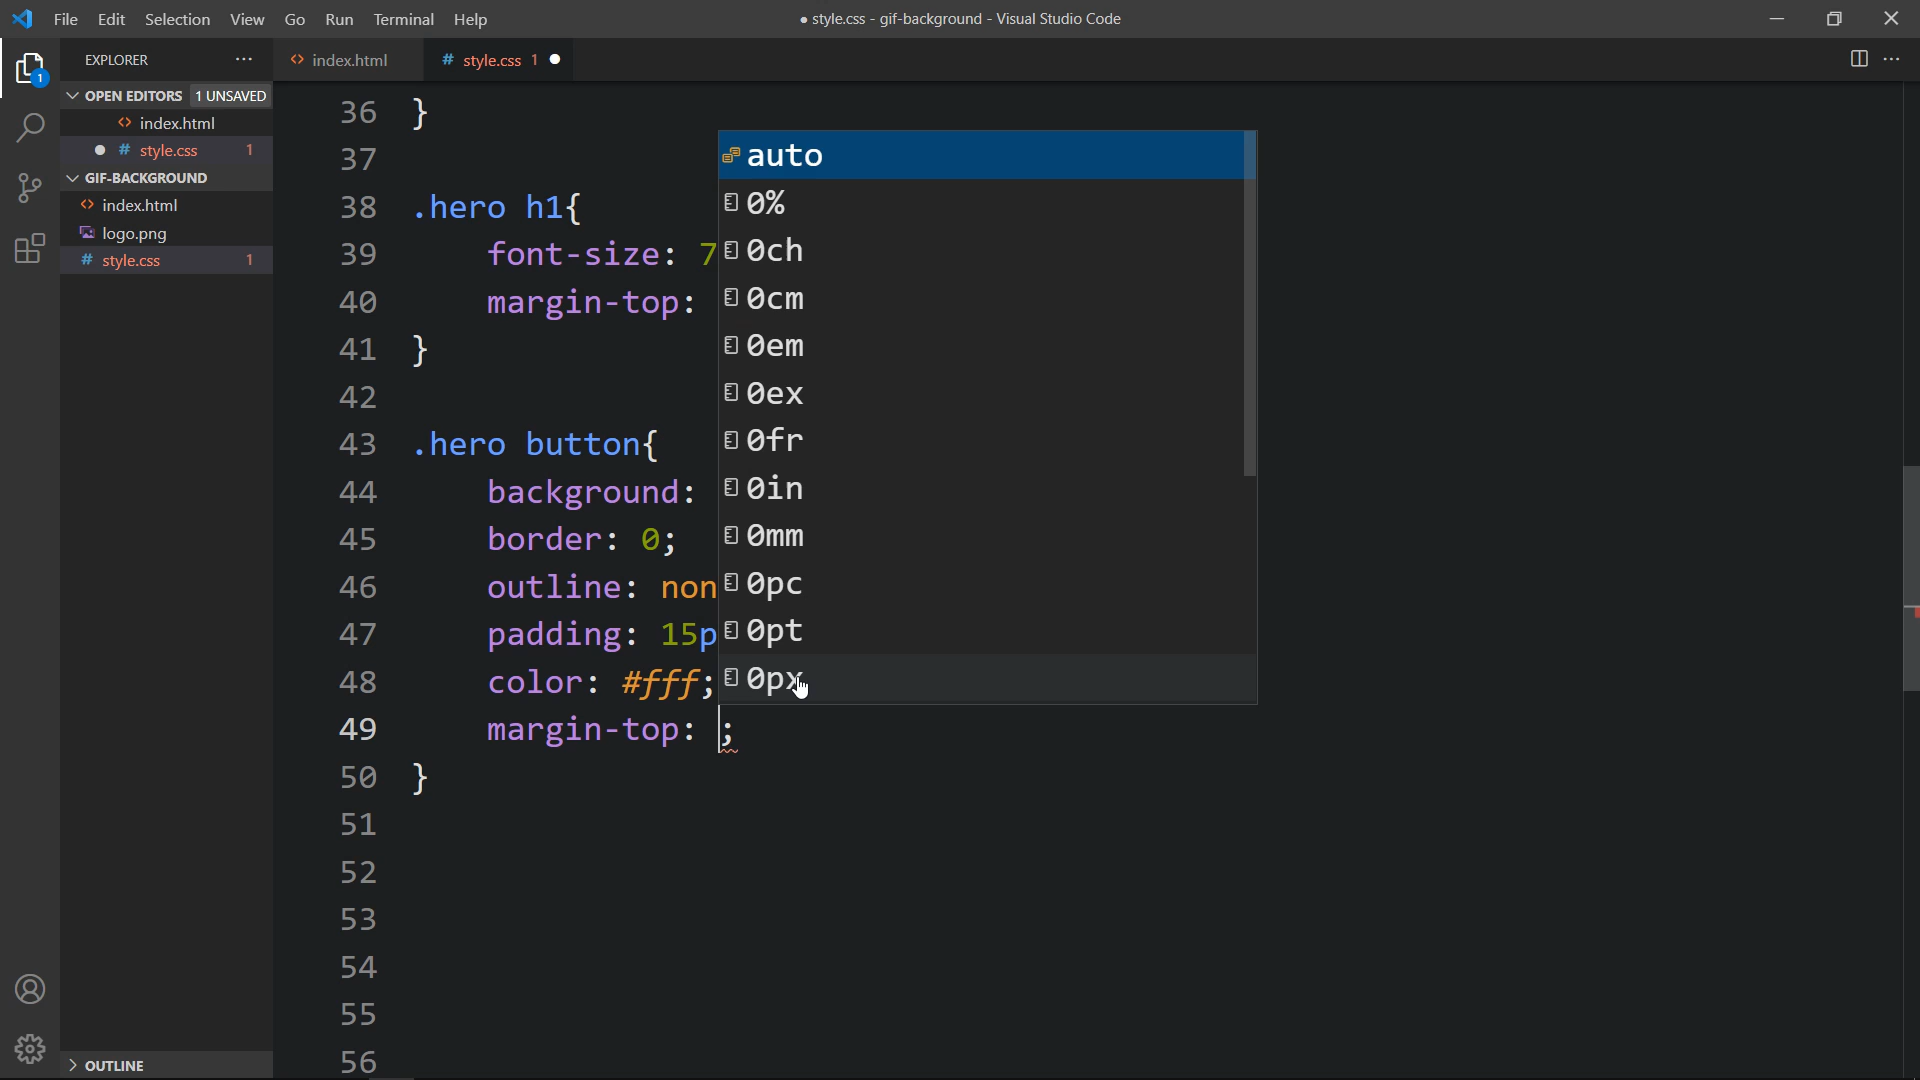 File Edit Selection View Go Run Terminal Help
● style.css - gif-background - Visual Studio Code
EXPLORER
index.html
# style.css 1
OPEN EDITORS 1 UNSAVED
index.html
# style.css 1
GIF-BACKGROUND
index.html
logo.png
# style.css 1
OUTLINE
1
36 }
37
38 .hero h1{
39 font-size: 7
40 margin-top:
41 }
42
43 .hero button{
44 background:
45 border: 0;
46 outline: non
47 padding: 15p
48 color: #fff;
49 margin-top: ;
50 }
51
52
53
54
55
56
auto
0%
0ch
0cm
0em
0ex
0fr
0in
0mm
0pc
0pt
0px